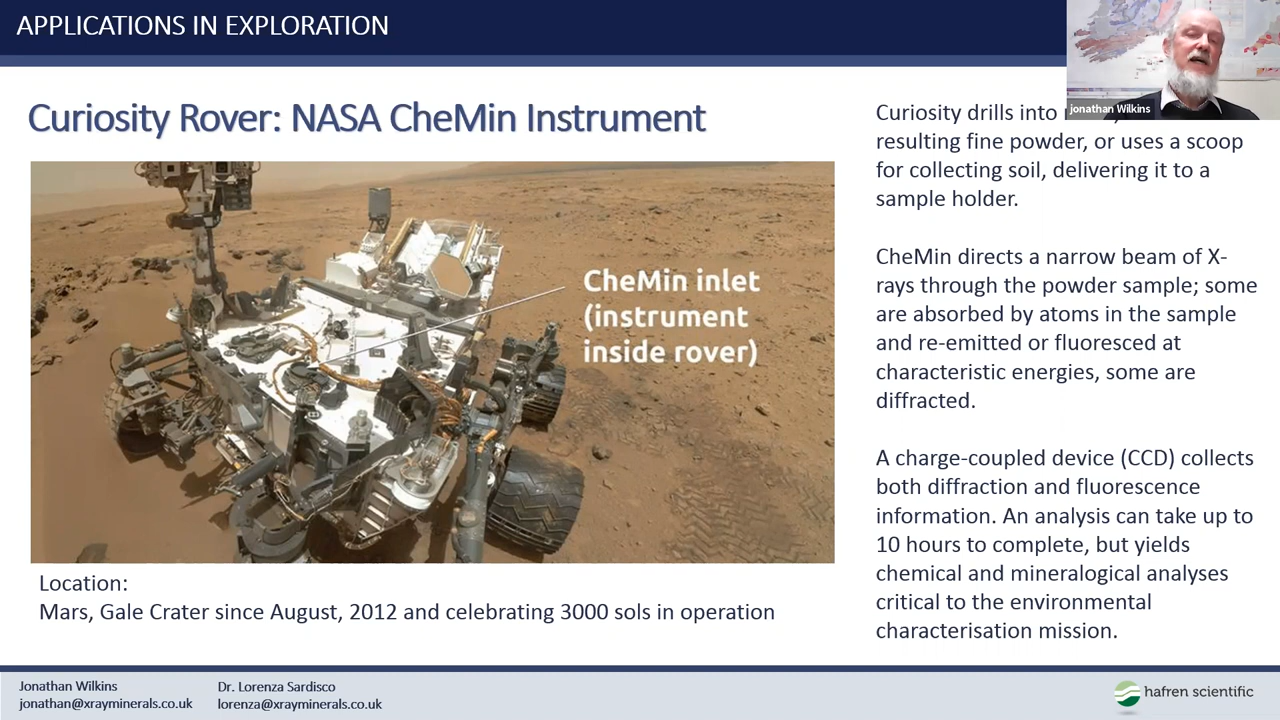 APPLICATIONS IN EXPLORATION
jonathan Wilkins
Curiosity Rover: NASA CheMin Instrument
CheMin inlet
(instrument
inside rover)
Location:
Mars, Gale Crater since August, 2012 and celebrating 3000 sols in operation
Curiosity drills into
resulting fine powder, or uses a scoop
for collecting soil, delivering it to a
sample holder.
CheMin directs a narrow beam of X-
rays through the powder sample; some
are absorbed by atoms in the sample
and re-emitted or fluoresced at
characteristic energies, some are
diffracted.
A charge-coupled device (CCD) collects
both diffraction and fluorescence
information. An analysis can take up to
10 hours to complete, but yields
chemical and mineralogical analyses
critical to the environmental
characterisation mission.
Jonathan Wilkins
jonathan@xrayminerals.co.uk
Dr. Lorenza Sardisco
lorenza@xrayminerals.co.uk
hafren scientific